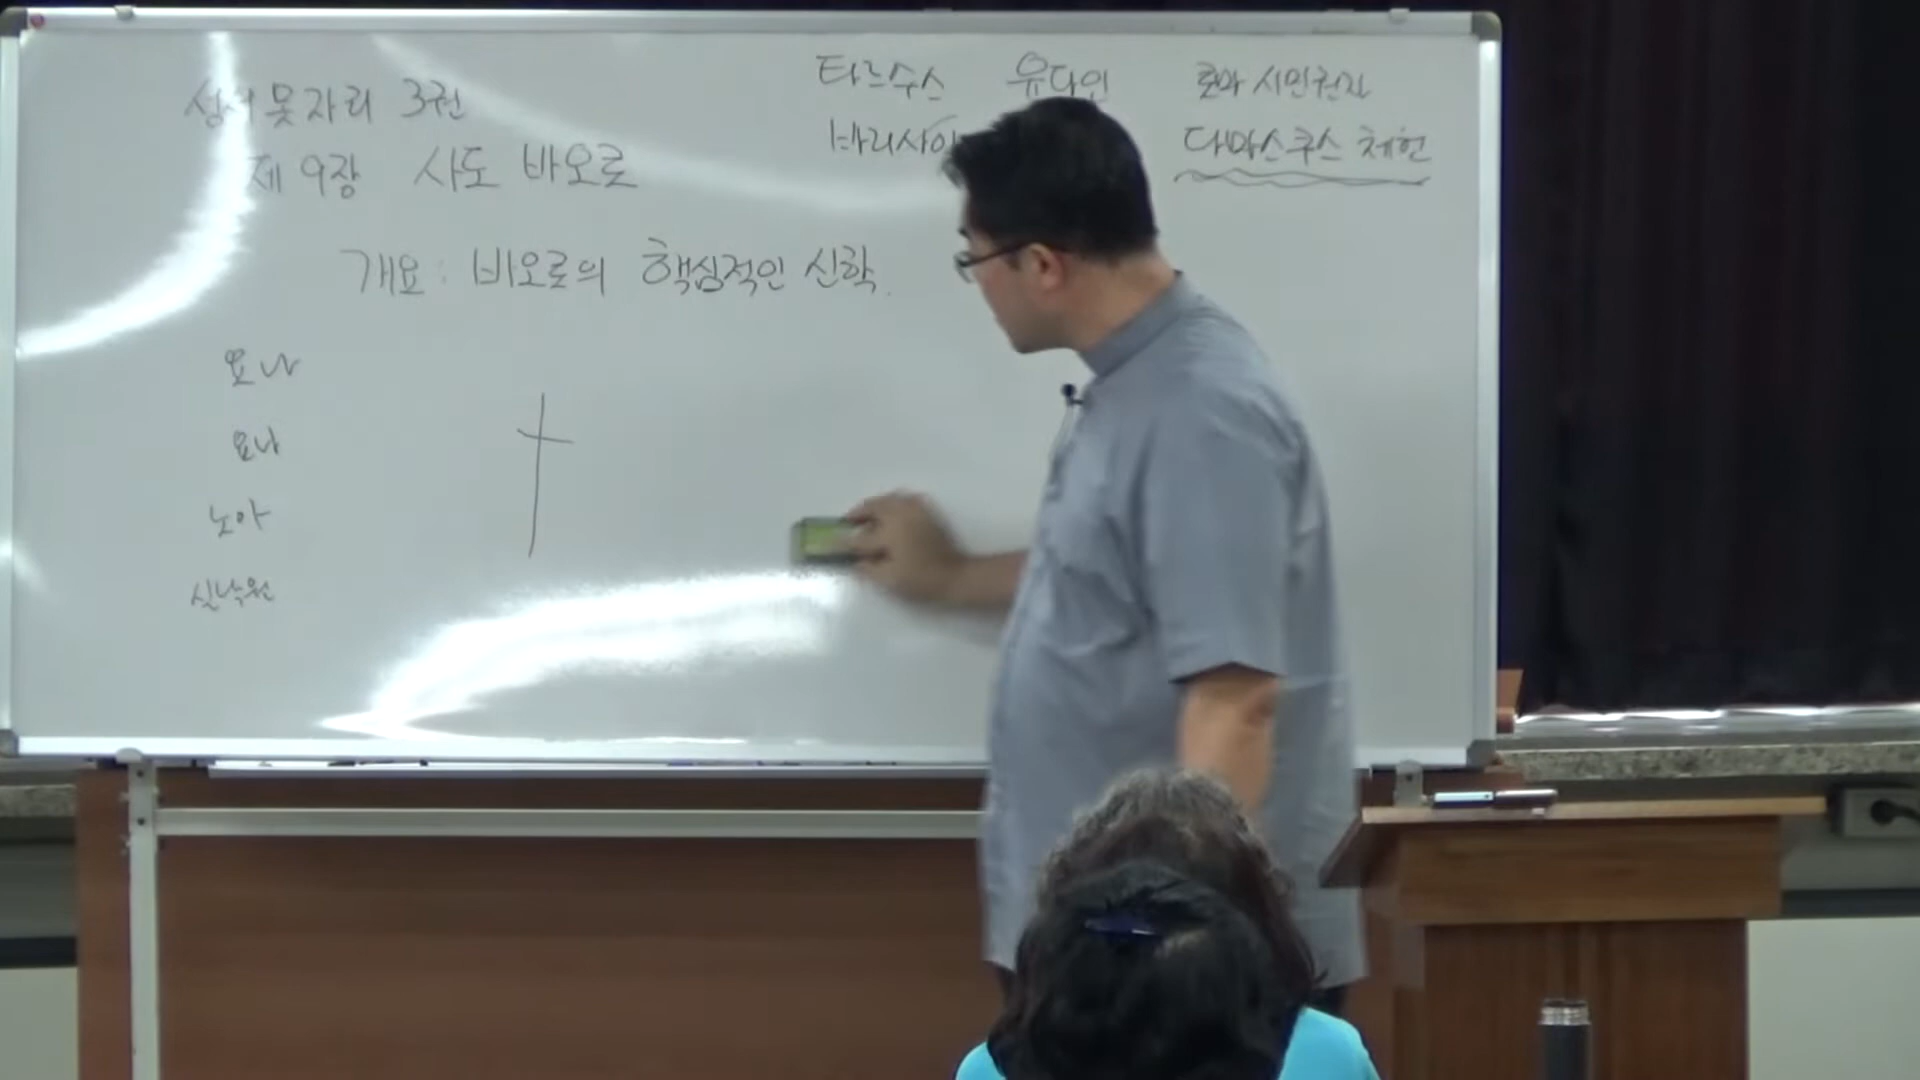 성서못자리 3권
제 9장 사도 바오로
타르수스 유다인 로마 시민권자
바리사이 다마스쿠스 체험
개요 : 바오로의 핵심적인 신학
요나
요나
노아
실낙원